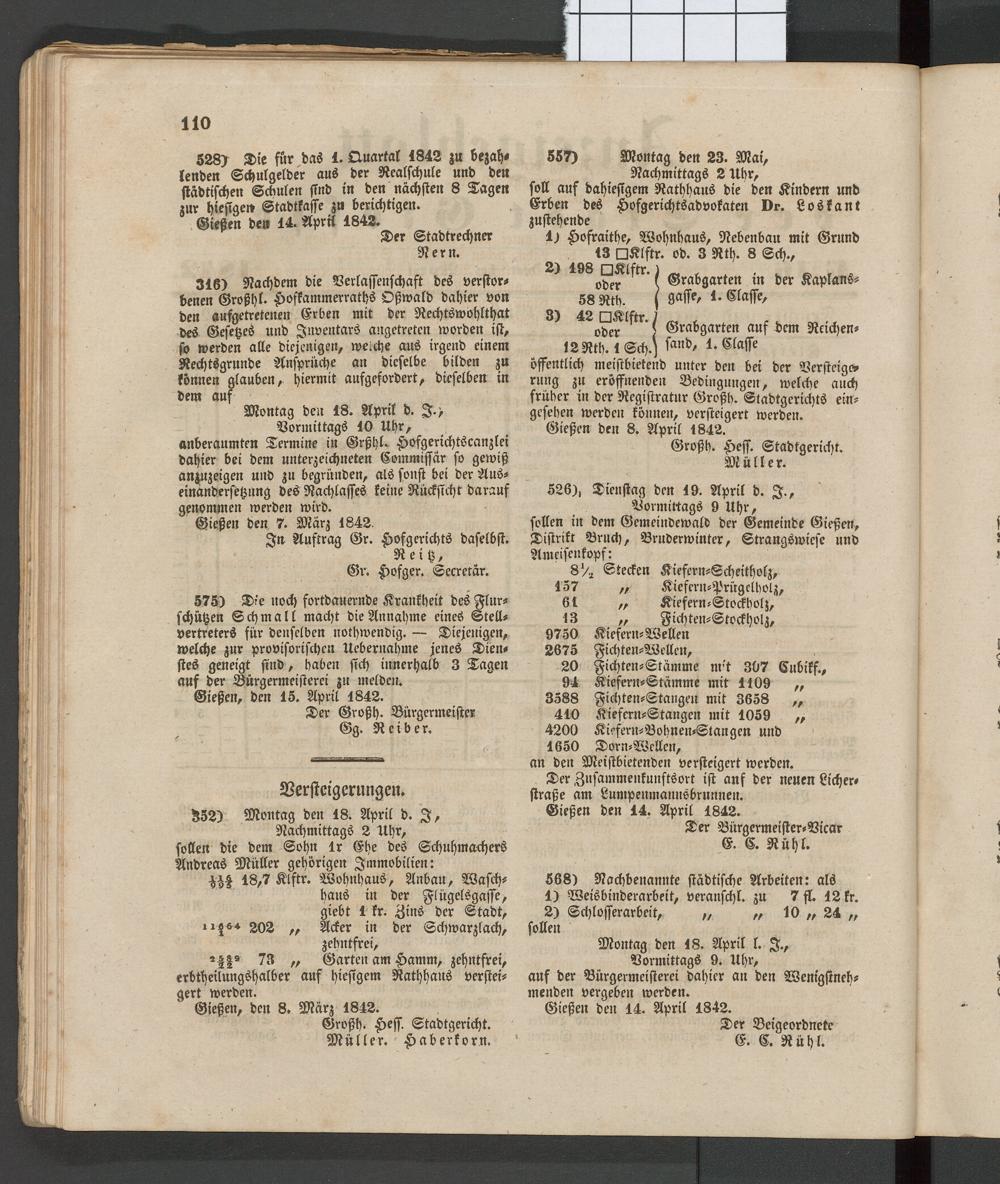 110
528) Die für das 1. Quartal 1842 zu bezah-
lenden Schulgelder aus der Realschule und den
städtischen Schulen sind in den nächsten 8 Tagen
zur hiesigen Stadtkasse zu berichtigen.
Gießen den 14. April 1842.
Der Stadtrechner
Nern.
316) Nachdem die Verlassenschaft des verstor-
benen Großhl. Hofkammerraths Oßwald dahier von
den aufgetretenen Erben mit der Rechtswohlthat
des Gesetzes und Inventars angetreten worden ist,
so werden alle diejenigen, welche aus irgend einem
Rechtsgrunde Ansprüche an dieselbe bilden zu
können glauben, hiermit aufgefordert, dieselben in
dem auf
Montag den 18. April d. J.,
Vormittags 10 Uhr,
anberaumten Termine in Grßhl. Hofgerichtscanzlei
dahier bei dem unterzeichneten Commissär so gewiß
anzuzeigen und zu begründen, als sonst bei der Aus-
einandersetzung des Nachlasses keine Rücksicht darauf
genommen werden wird.
Gießen den 7. März 1842.
In Auftrag Gr. Hofgerichts daselbst.
Reitz,
Gr. Hofger. Secretär.
575) Die noch fortdauernde Krankheit des Flur-
schützen Schmall macht die Annahme eines Stell-
vertreters für denselben nothwendig. — Diejenigen,
welche zur provisorischen Uebernahme jenes Dien-
stes geneigt sind, haben sich innerhalb 3 Tagen
auf der Bürgermeisterei zu melden.
Gießen, den 15. April 1842.
Der Großh. Bürgermeister
Gg. Reiber.
Versteigerungen.
352) Montag den 18. April d. J,
Nachmittags 2 Uhr,
sollen die dem Sohn 1r Ehe des Schuhmachers
Andreas Müller gehörigen Immobilien:
18,7 Klftr. Wohnhaus, Anbau, Wasch-
haus in der Flügelsgasse,
giebt 1 kr. Zins der Stadt,
202 „ Acker in der Schwarzlach,
zehntfrei,
73 „ Garten am Hamm, zehntfrei,
erbtheilungshalber auf hiesigem Rathhaus verstei-
gert werden.
Gießen, den 8. März 1842.
Großh. Hess. Stadtgericht.
Müller. Haberkorn.
557) Montag den 23. Mai,
Nachmittags 2 Uhr,
soll auf dahiesigem Rathhaus die den Kindern und
Erben des Hofgerichtsadvokaten Dr. Loskant
zustehende
1) Hofraithe, Wohnhaus, Nebenbau mit Grund
13 □Klftr. od. 3 Rth. 8 Sch.,
2) 198 □Klftr.
oder
58 Rth.
Grabgarten in der Kaplans-
gasse, 1. Classe,
3) 42 □Klftr.
oder
12 Rth. 1 Sch.
Grabgarten auf dem Reichen-
sand, 1. Classe
öffentlich meistbietend unter den bei der Versteige-
rung zu eröffnenden Bedingungen, welche auch
früher in der Registratur Großh. Stadtgerichts ein-
gesehen werden können, versteigert werden.
Gießen den 8. April 1842.
Großh. Hess. Stadtgericht.
Müller.
526), Dienstag den 19. April d. J.,
Vormittags 9 Uhr,
sollen in dem Gemeindewald der Gemeinde Gießen,
Distrikt Bruch, Bruderwinter, Strangswiese und
Ameisenkopf:
8½ Stecken Kiefern-Scheitholz,
157 „ Kiefern-Prügelholz,
61 „ Kiefern-Stockholz,
13 „ Fichten-Stockholz,
9750 Kiefern-Wellen
2675 Fichten-Wellen,
20 Fichten-Stämme mit 307 Cubikf.,
94 Kiefern-Stämme mit 1109 „
3588 Fichten-Stangen mit 3658 „
410 Kiefern-Stangen mit 1059 „
4200 Kiefern-Bohnen-Stangen und
1650 Dorn-Wellen,
an den Meistbietenden versteigert werden.
Der Zusammenkunftsort ist auf der neuen Licher-
straße am Lumpenmannsbrunnen.
Gießen den 14. April 1842.
Der Bürgermeister-Vicar
E. C. Rühl.
568) Nachbenannte städtische Arbeiten: als
1) Weisbinderarbeit, veranschl. zu 7 fl. 12 kr.
2) Schlosserarbeit, „ „ 10 „ 24 „
sollen
Montag den 18. April l. J.,
Vormittags 9. Uhr,
auf der Bürgermeisterei dahier an den Wenigstneh-
menden vergeben werden.
Gießen den 14. April 1842.
Der Beigeordnete
E. C. Rühl.